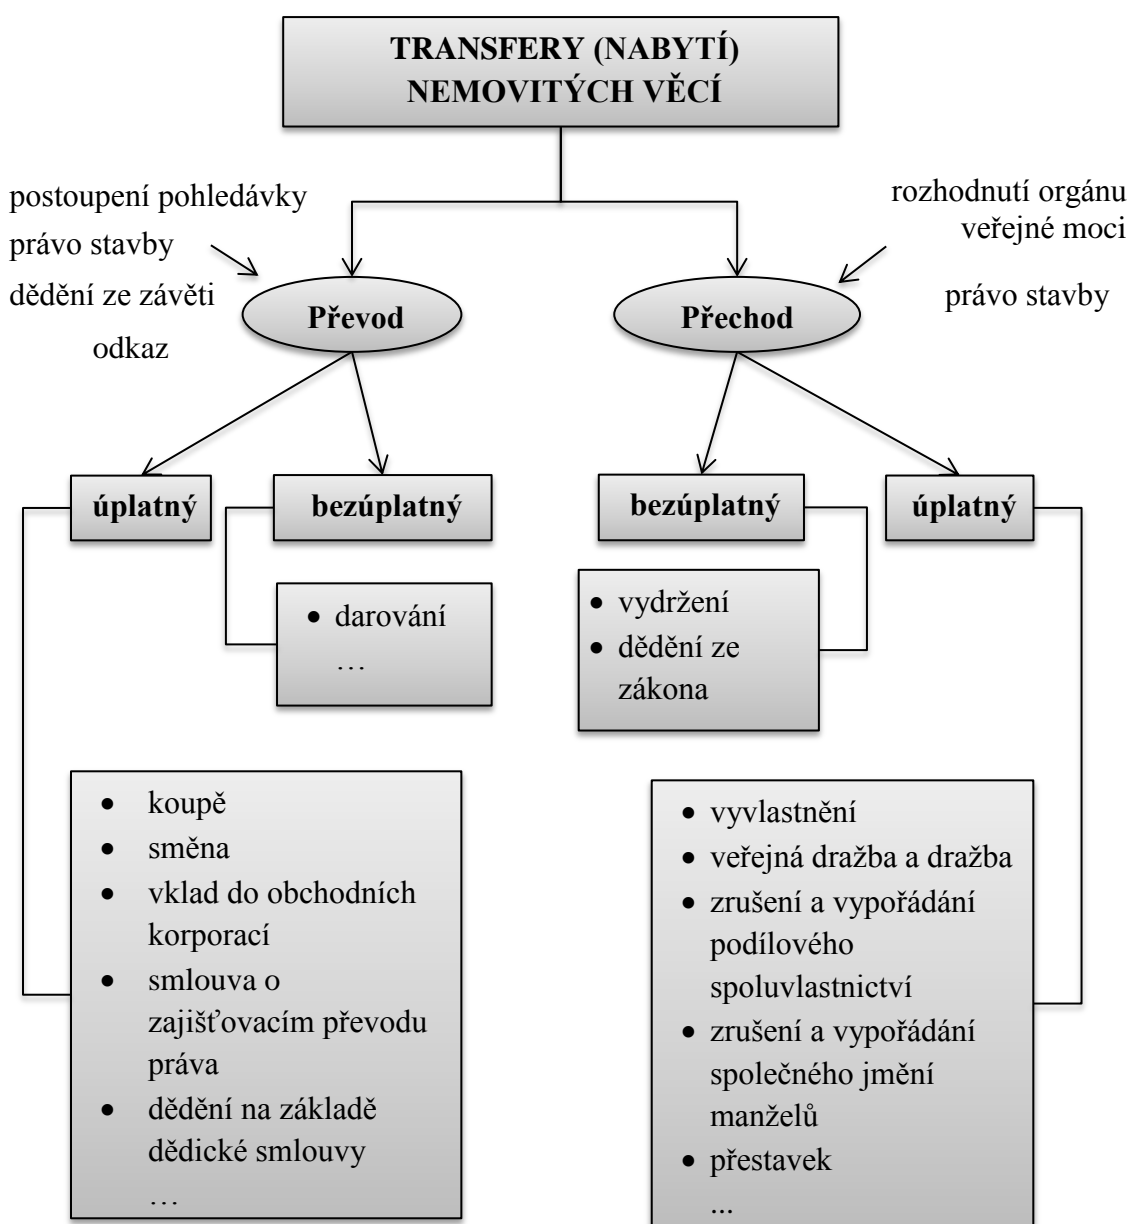 TRANSFERY (NABYTÍ)
NEMOVITÝCH VĚCÍ
postoupení pohledávky
právo stavby
dědění ze závěti
odkaz
rozhodnutí orgánu
veřejné moci
právo stavby
Převod
Přechod
úplatný
bezúplatný
bezúplatný
úplatný
• darování
…
• vydržení
• dědění ze
zákona
• koupě
• směna
• vklad do obchodních
korporací
• smlouva o
zajišťovacím převodu
práva
• dědění na základě
dědické smlouvy
…
• vyvlastnění
• veřejná dražba a dražba
• zrušení a vypořádání
podílového
spoluvlastnictví
• zrušení a vypořádání
společného jmění
manželů
• přestavek
...